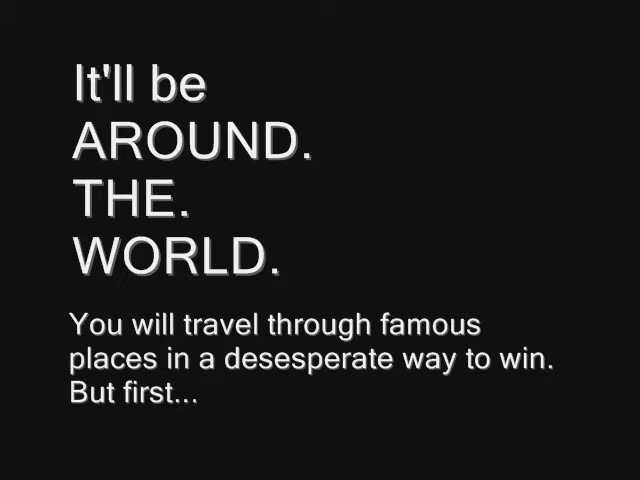 It'll be
AROUND.
THE.
WORLD.
You will travel through famous
places in a desesperate way to win.
But first...